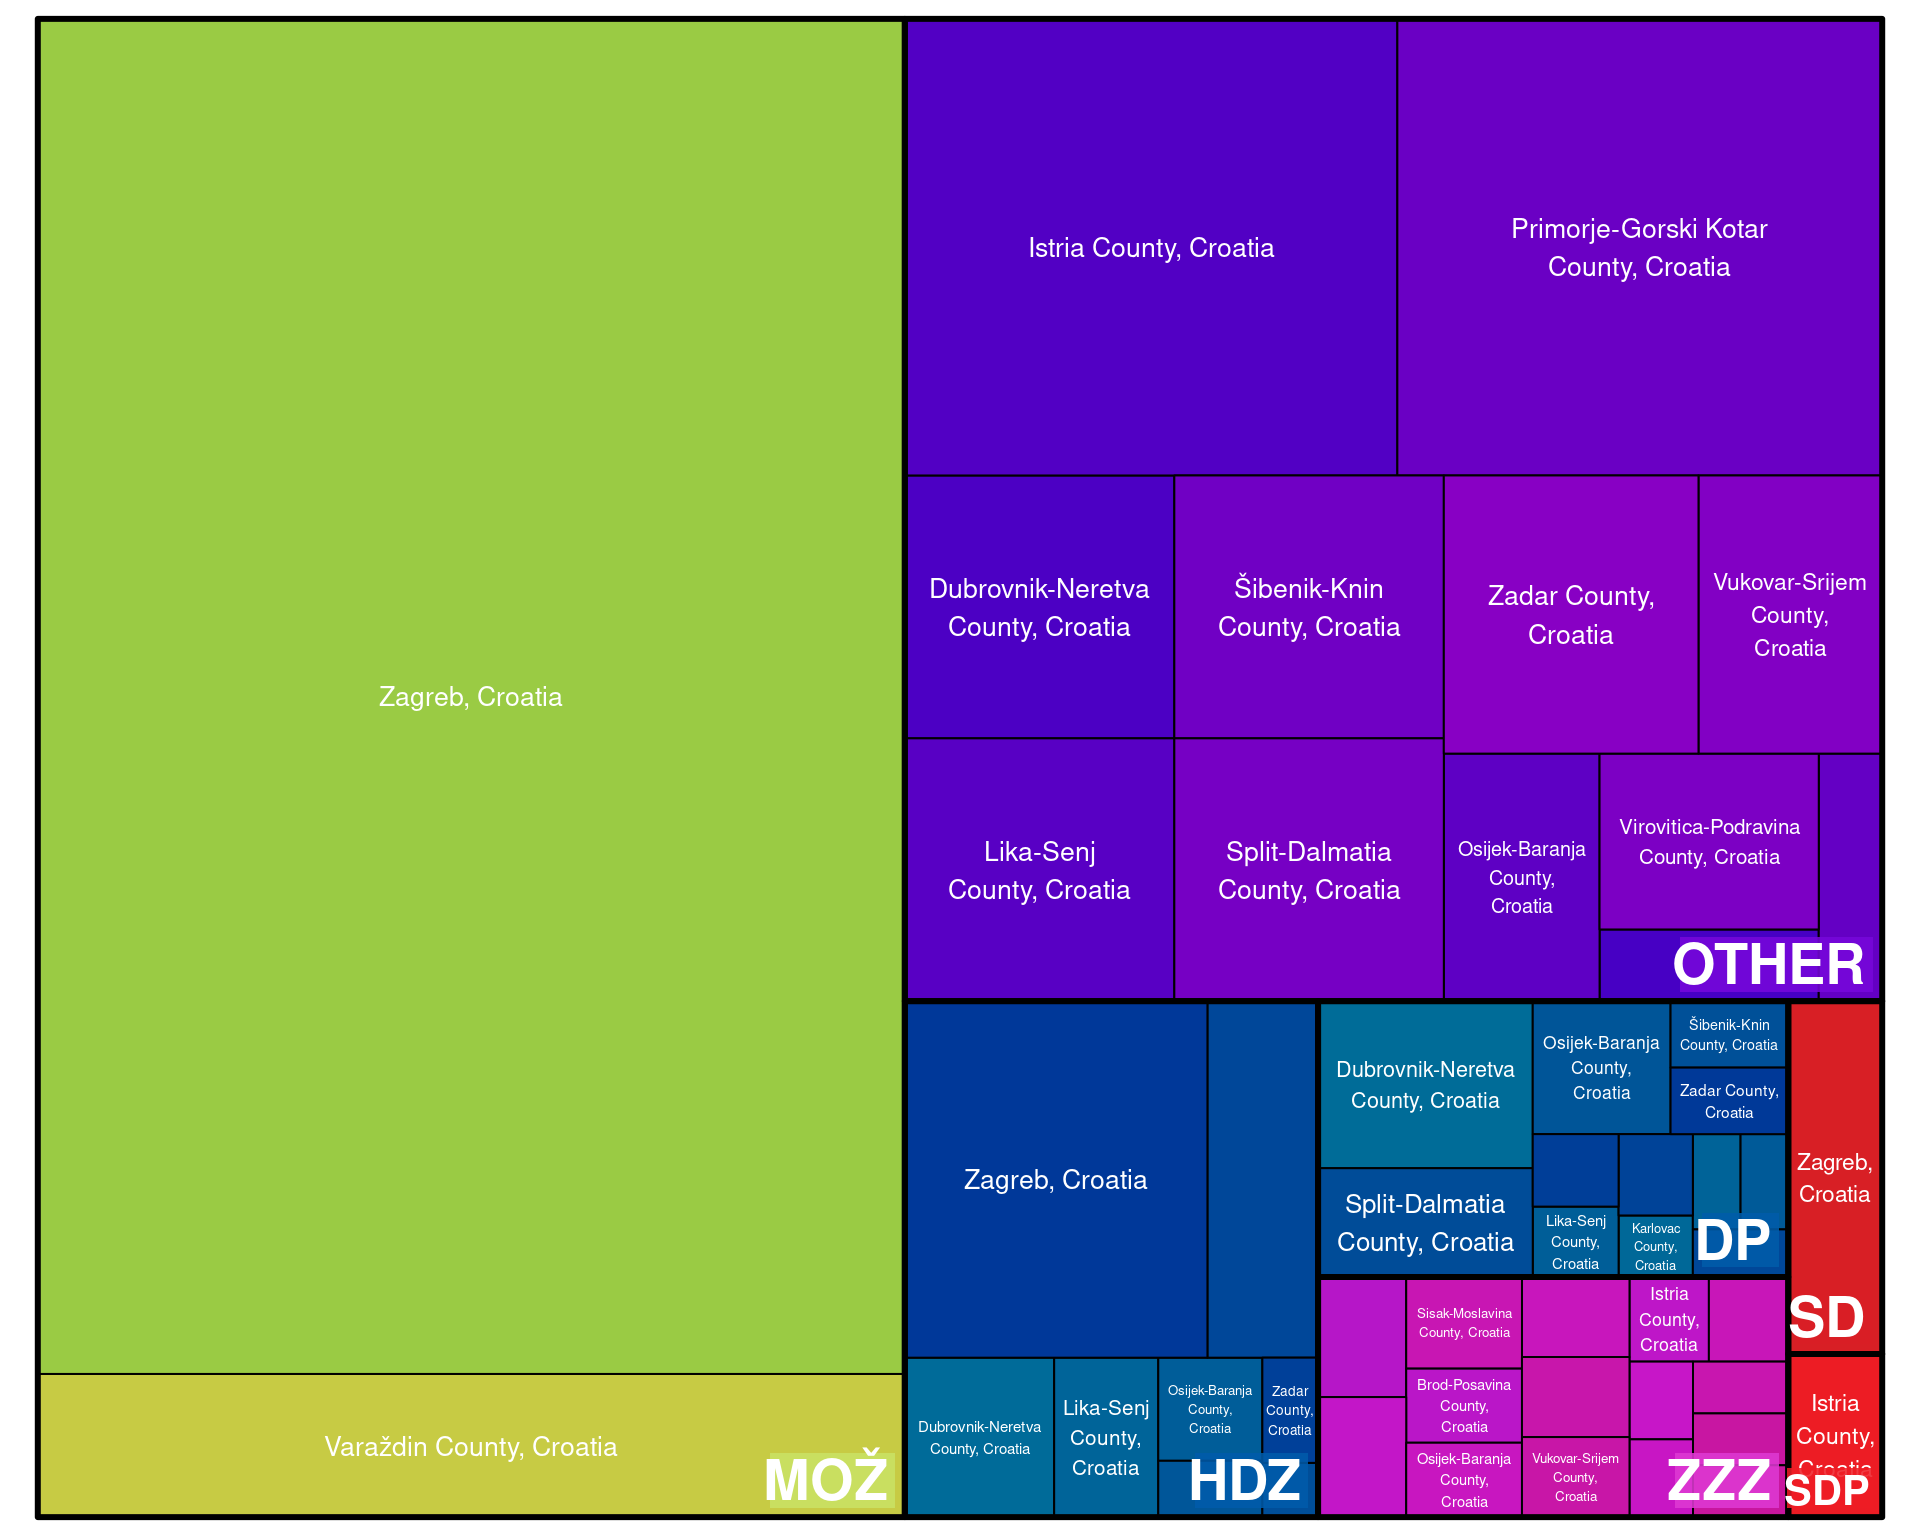 Zagreb, Croatia
Varaždin County, Croatia
MOŽ
Istria County, Croatia
Primorje-Gorski Kotar
County, Croatia
Dubrovnik-Neretva
County, Croatia
Šibenik-Knin
County, Croatia
Zadar County,
Croatia
Vukovar-Srijem
County,
Croatia
Lika-Senj
County, Croatia
Split-Dalmatia
County, Croatia
Osijek-Baranja
County,
Croatia
Virovitica-Podravina
County, Croatia
OTHER
Zagreb, Croatia
Dubrovnik-Neretva
County, Croatia
Lika-Senj
County,
Croatia
Osijek-Baranja
County,
Croatia
Zadar
County,
Croatia
HDZ
Dubrovnik-Neretva
County, Croatia
Split-Dalmatia
County, Croatia
Osijek-Baranja
County,
Croatia
Šibenik-Knin
County, Croatia
Zadar County,
Croatia
Lika-Senj
County,
Croatia
Karlovac
County,
Croatia
DP
Sisak-Moslavina
County, Croatia
Brod-Posavina
County,
Croatia
Osijek-Baranja
County,
Croatia
Vukovar-Srijem
County,
Croatia
Istria
County,
Croatia
ZZZ
Zagreb,
Croatia
SD
Istria
County,
Croatia
SDP